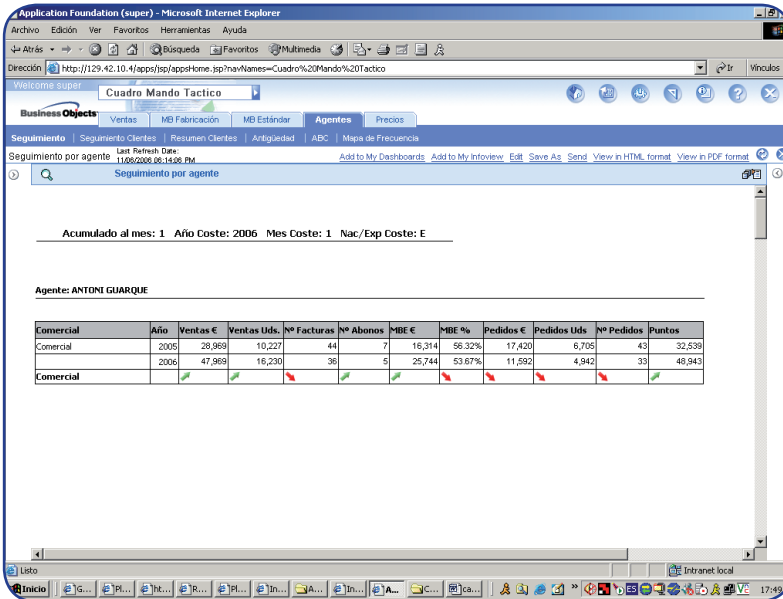 Application Foundation (super) - Microsoft Internet Explorer
Archivo Edición Ver Favoritos Herramientas Ayuda
Atrás Búsqueda Favoritos Multimedia
Dirección http://129.42.10.4/apps/jsp/appsHome.jsp?navNames=Cuadro%20Mando%20Tactico Ir Vínculos
Welcome super
Cuadro Mando Tactico
Business Objects
Ventas MB Fabricación MB Estándar Agentes Precios
Seguimiento | Seguimiento Clientes | Resumen Clientes | Antigüedad | ABC | Mapa de Frecuencia
Seguimiento por agente Last Refresh Date: 11/06/2006 06:14:06 PM Add to My Dashboards Add to My Infoview Edit Save As Send View in HTML format View in PDF format
Seguimiento por agente
Acumulado al mes: 1 Año Coste: 2006 Mes Coste: 1 Nac/Exp Coste: E
Agente: ANTONI GUARQUE
Comercial Año Ventas € Ventas Uds. Nº Facturas Nº Abonos MBE € MBE % Pedidos € Pedidos Uds Nº Pedidos Puntos
Comercial 2005 28,969 10,227 44 7 16,314 56.32% 17,420 6,705 43 32,539
2006 47,969 16,230 36 5 25,744 53.67% 11,592 4,942 33 48,943
Comercial
Listo Intranet local
Inicio G... Pl... ht... R... Pl... In... A... In... A... C... ca... » ES 17:49